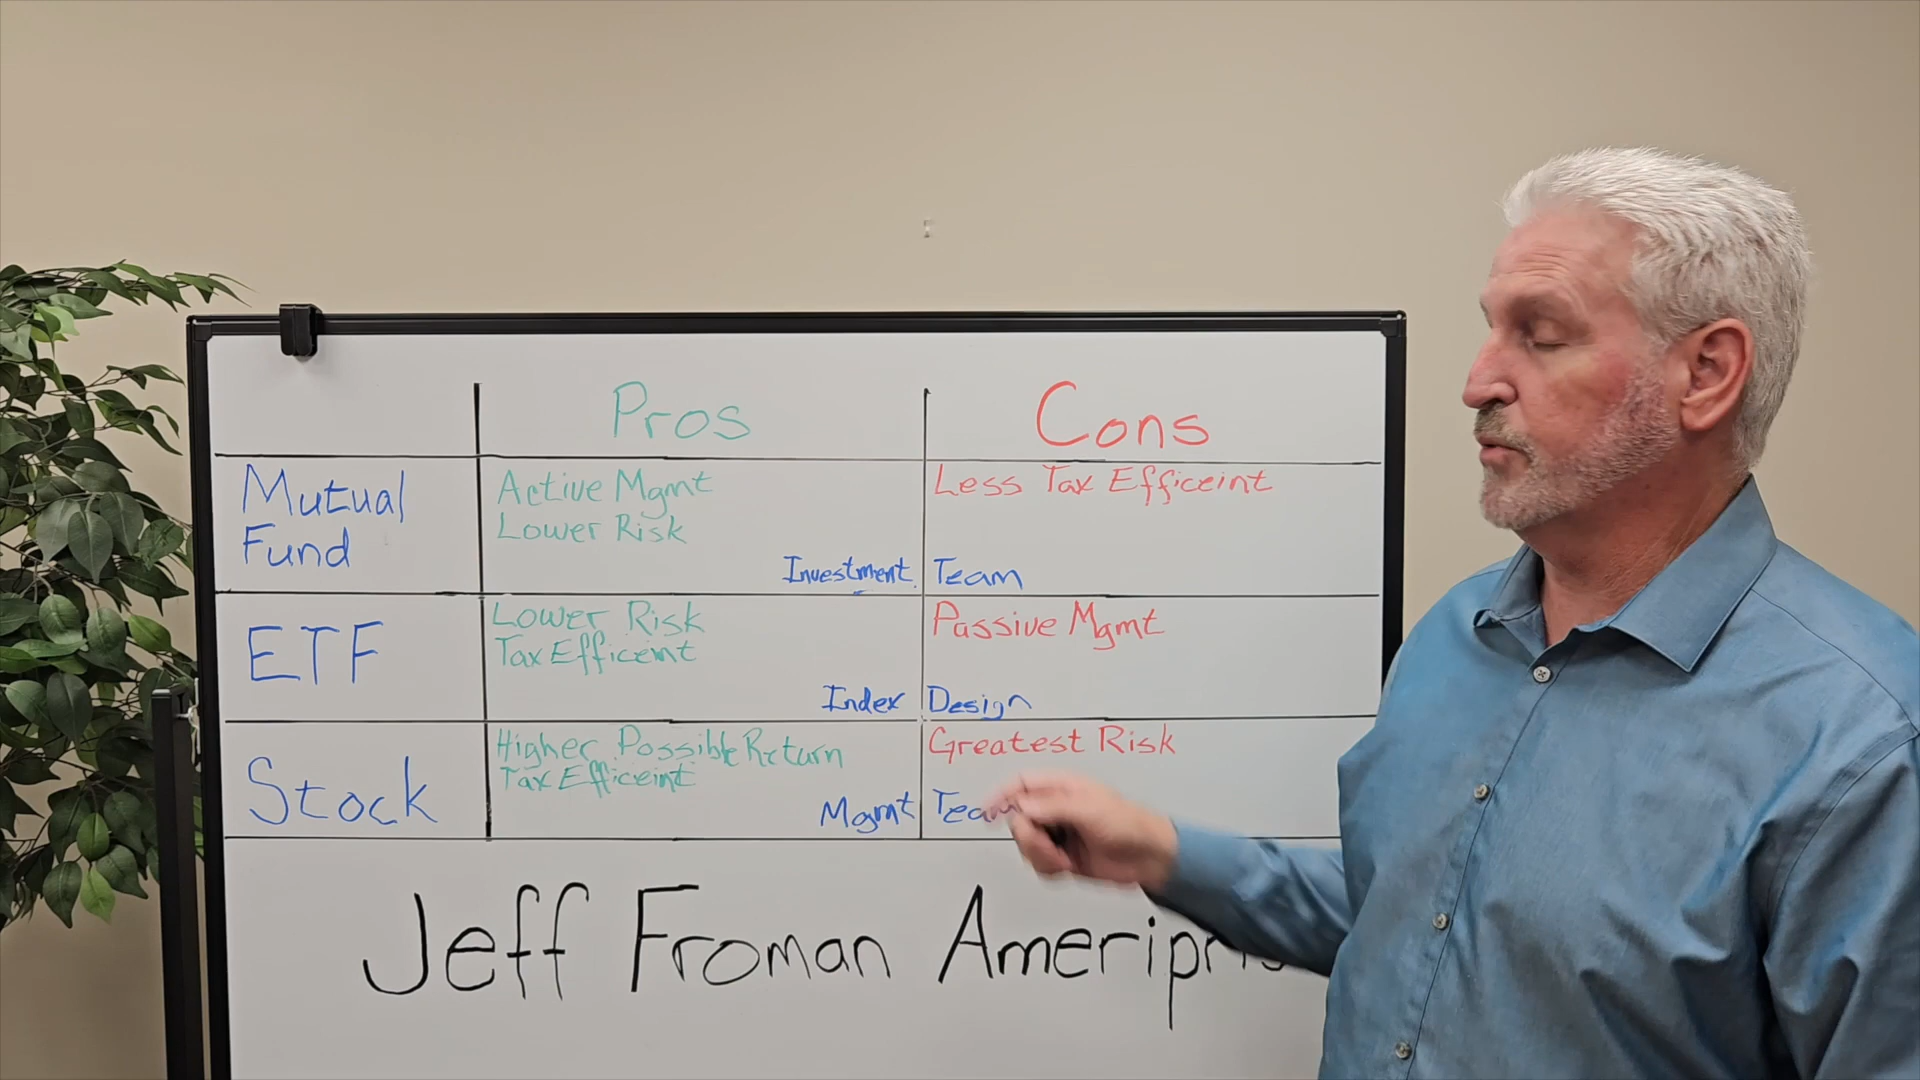 Pros Cons
Mutual Fund
Active Mgmt
Lower Risk
Less Tax Efficeint
Investment Team
ETF
Lower Risk
Tax Efficeint
Passive Mgmt
Index Design
Stock
Higher Possible Return
Tax Efficeint
Greatest Risk
Mgmt Team
Jeff Froman